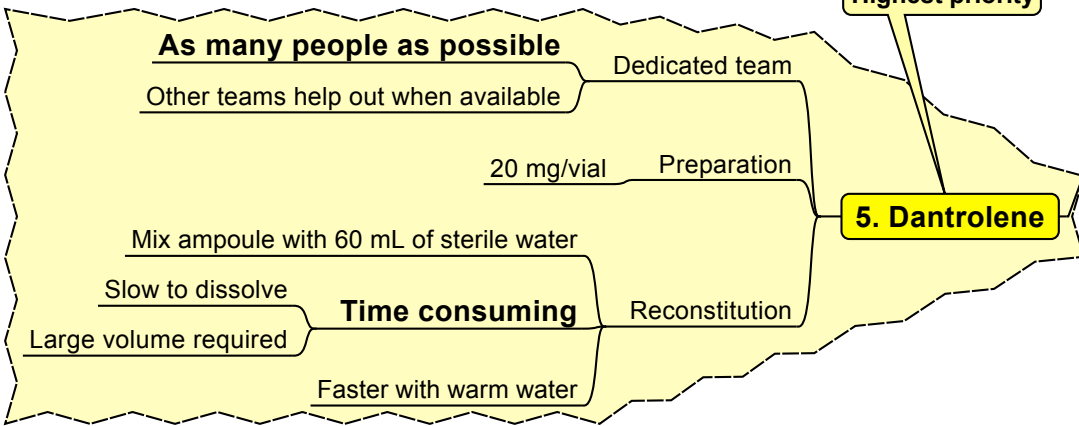 Highest priority
As many people as possible
Dedicated team
Other teams help out when available
20 mg/vial
Preparation
5. Dantrolene
Mix ampoule with 60 mL of sterile water
Slow to dissolve
Time consuming
Reconstitution
Large volume required
Faster with warm water